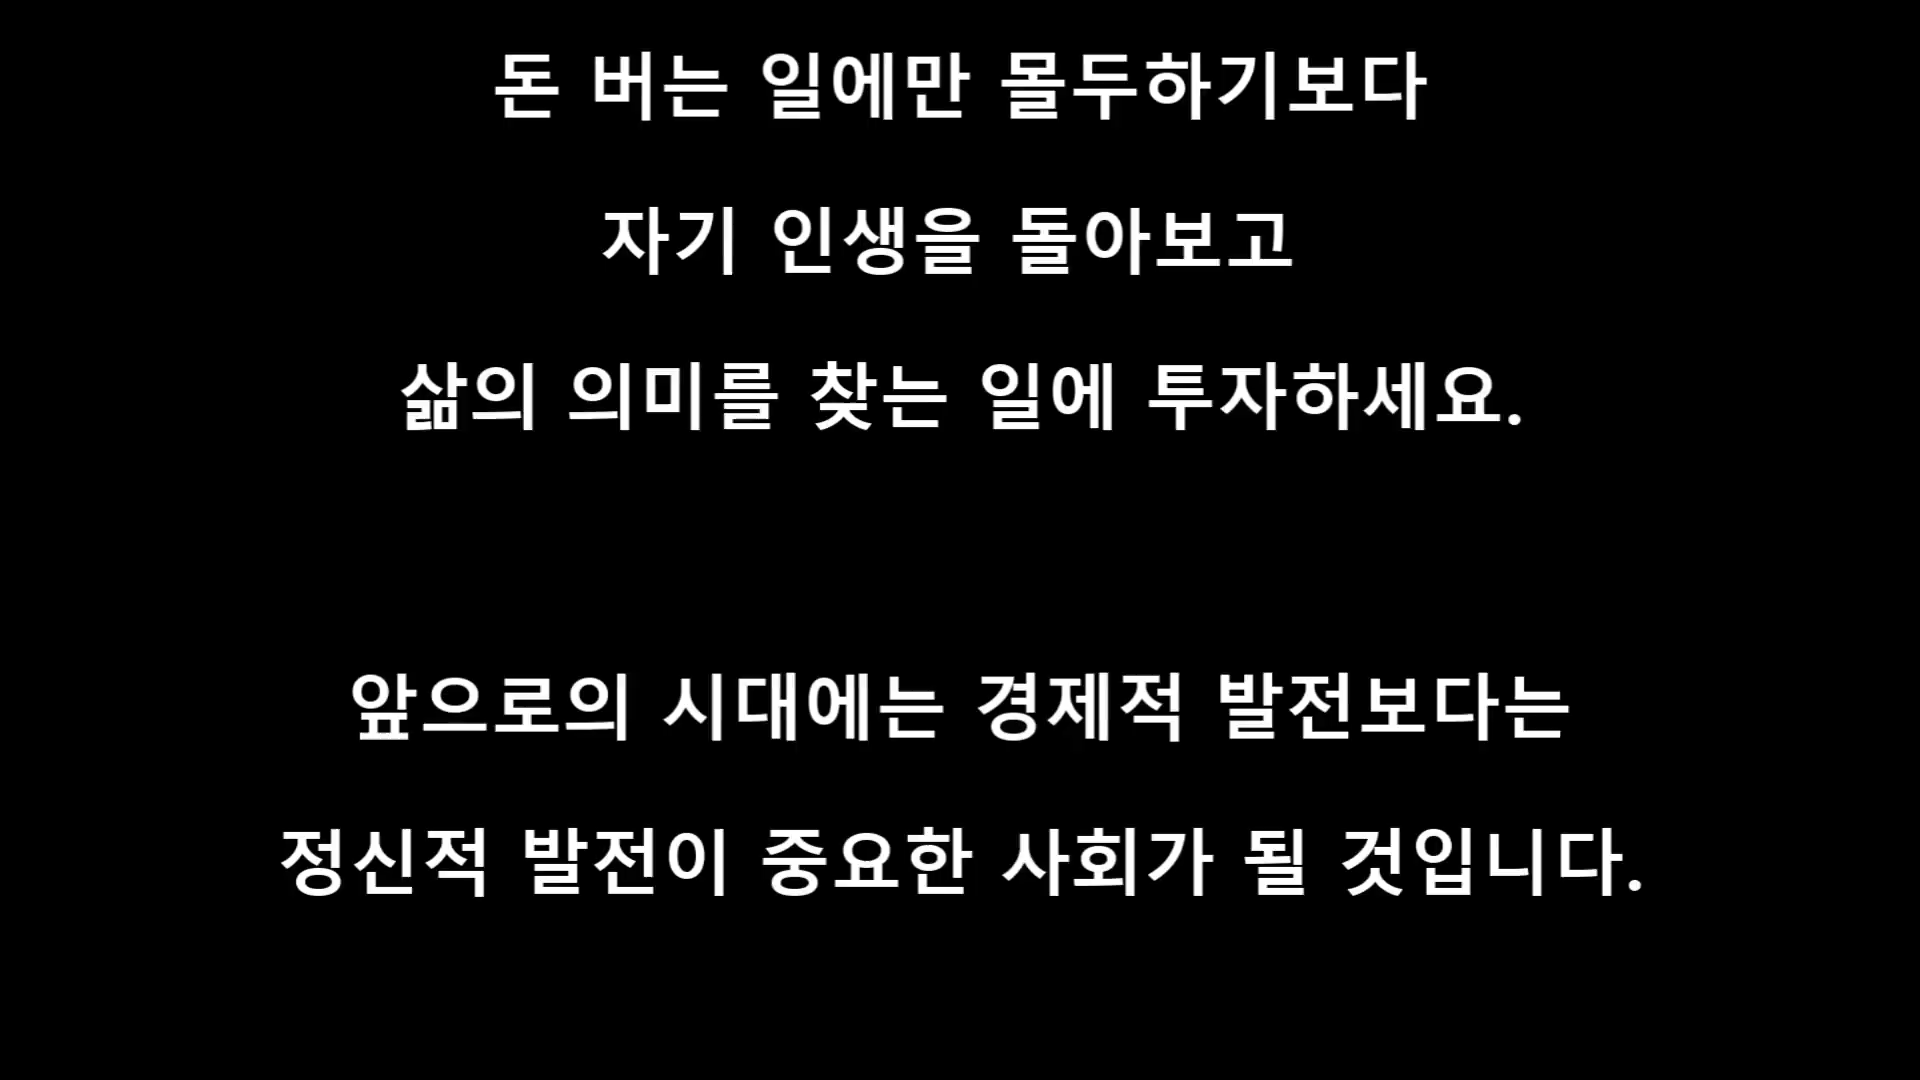 돈 버는 일에만 몰두하기보다
자기 인생을 돌아보고
삶의 의미를 찾는 일에 투자하세요.
앞으로의 시대에는 경제적 발전보다는
정신적 발전이 중요한 사회가 될 것입니다.